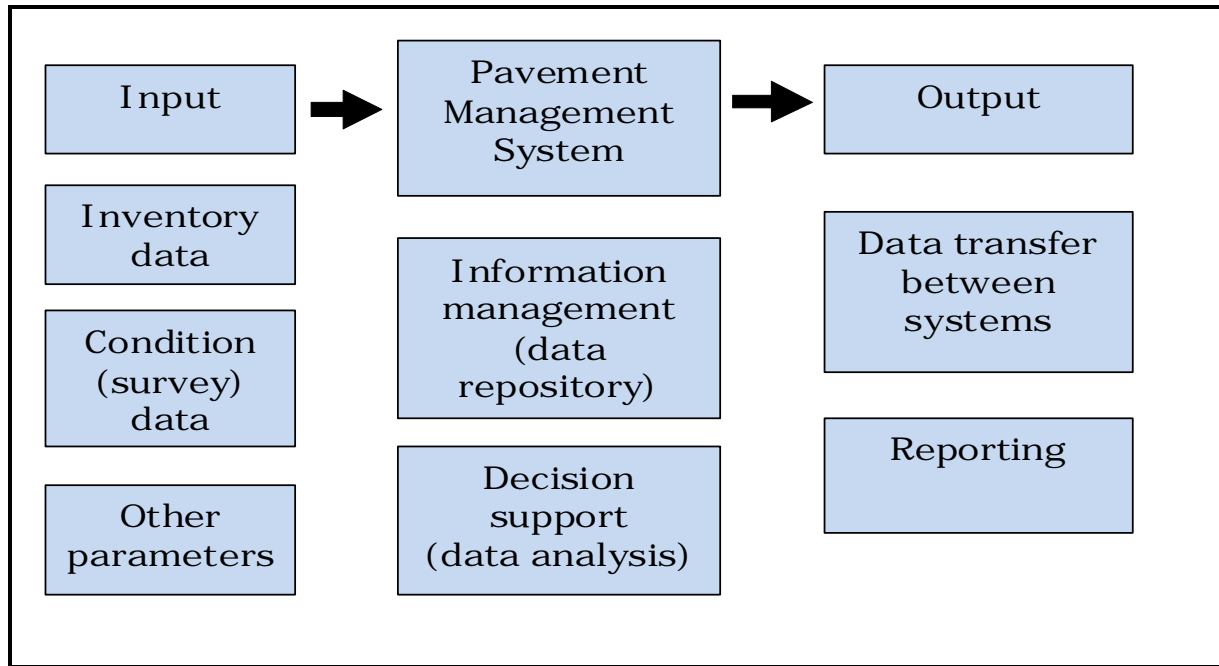 Input
Inventory
data
Condition
(survey)
data
Other
parameters
Pavement
Management
System
Information
management
(data
repository)
Decision
support
(data analysis)
Output
Data transfer
between
systems
Reporting